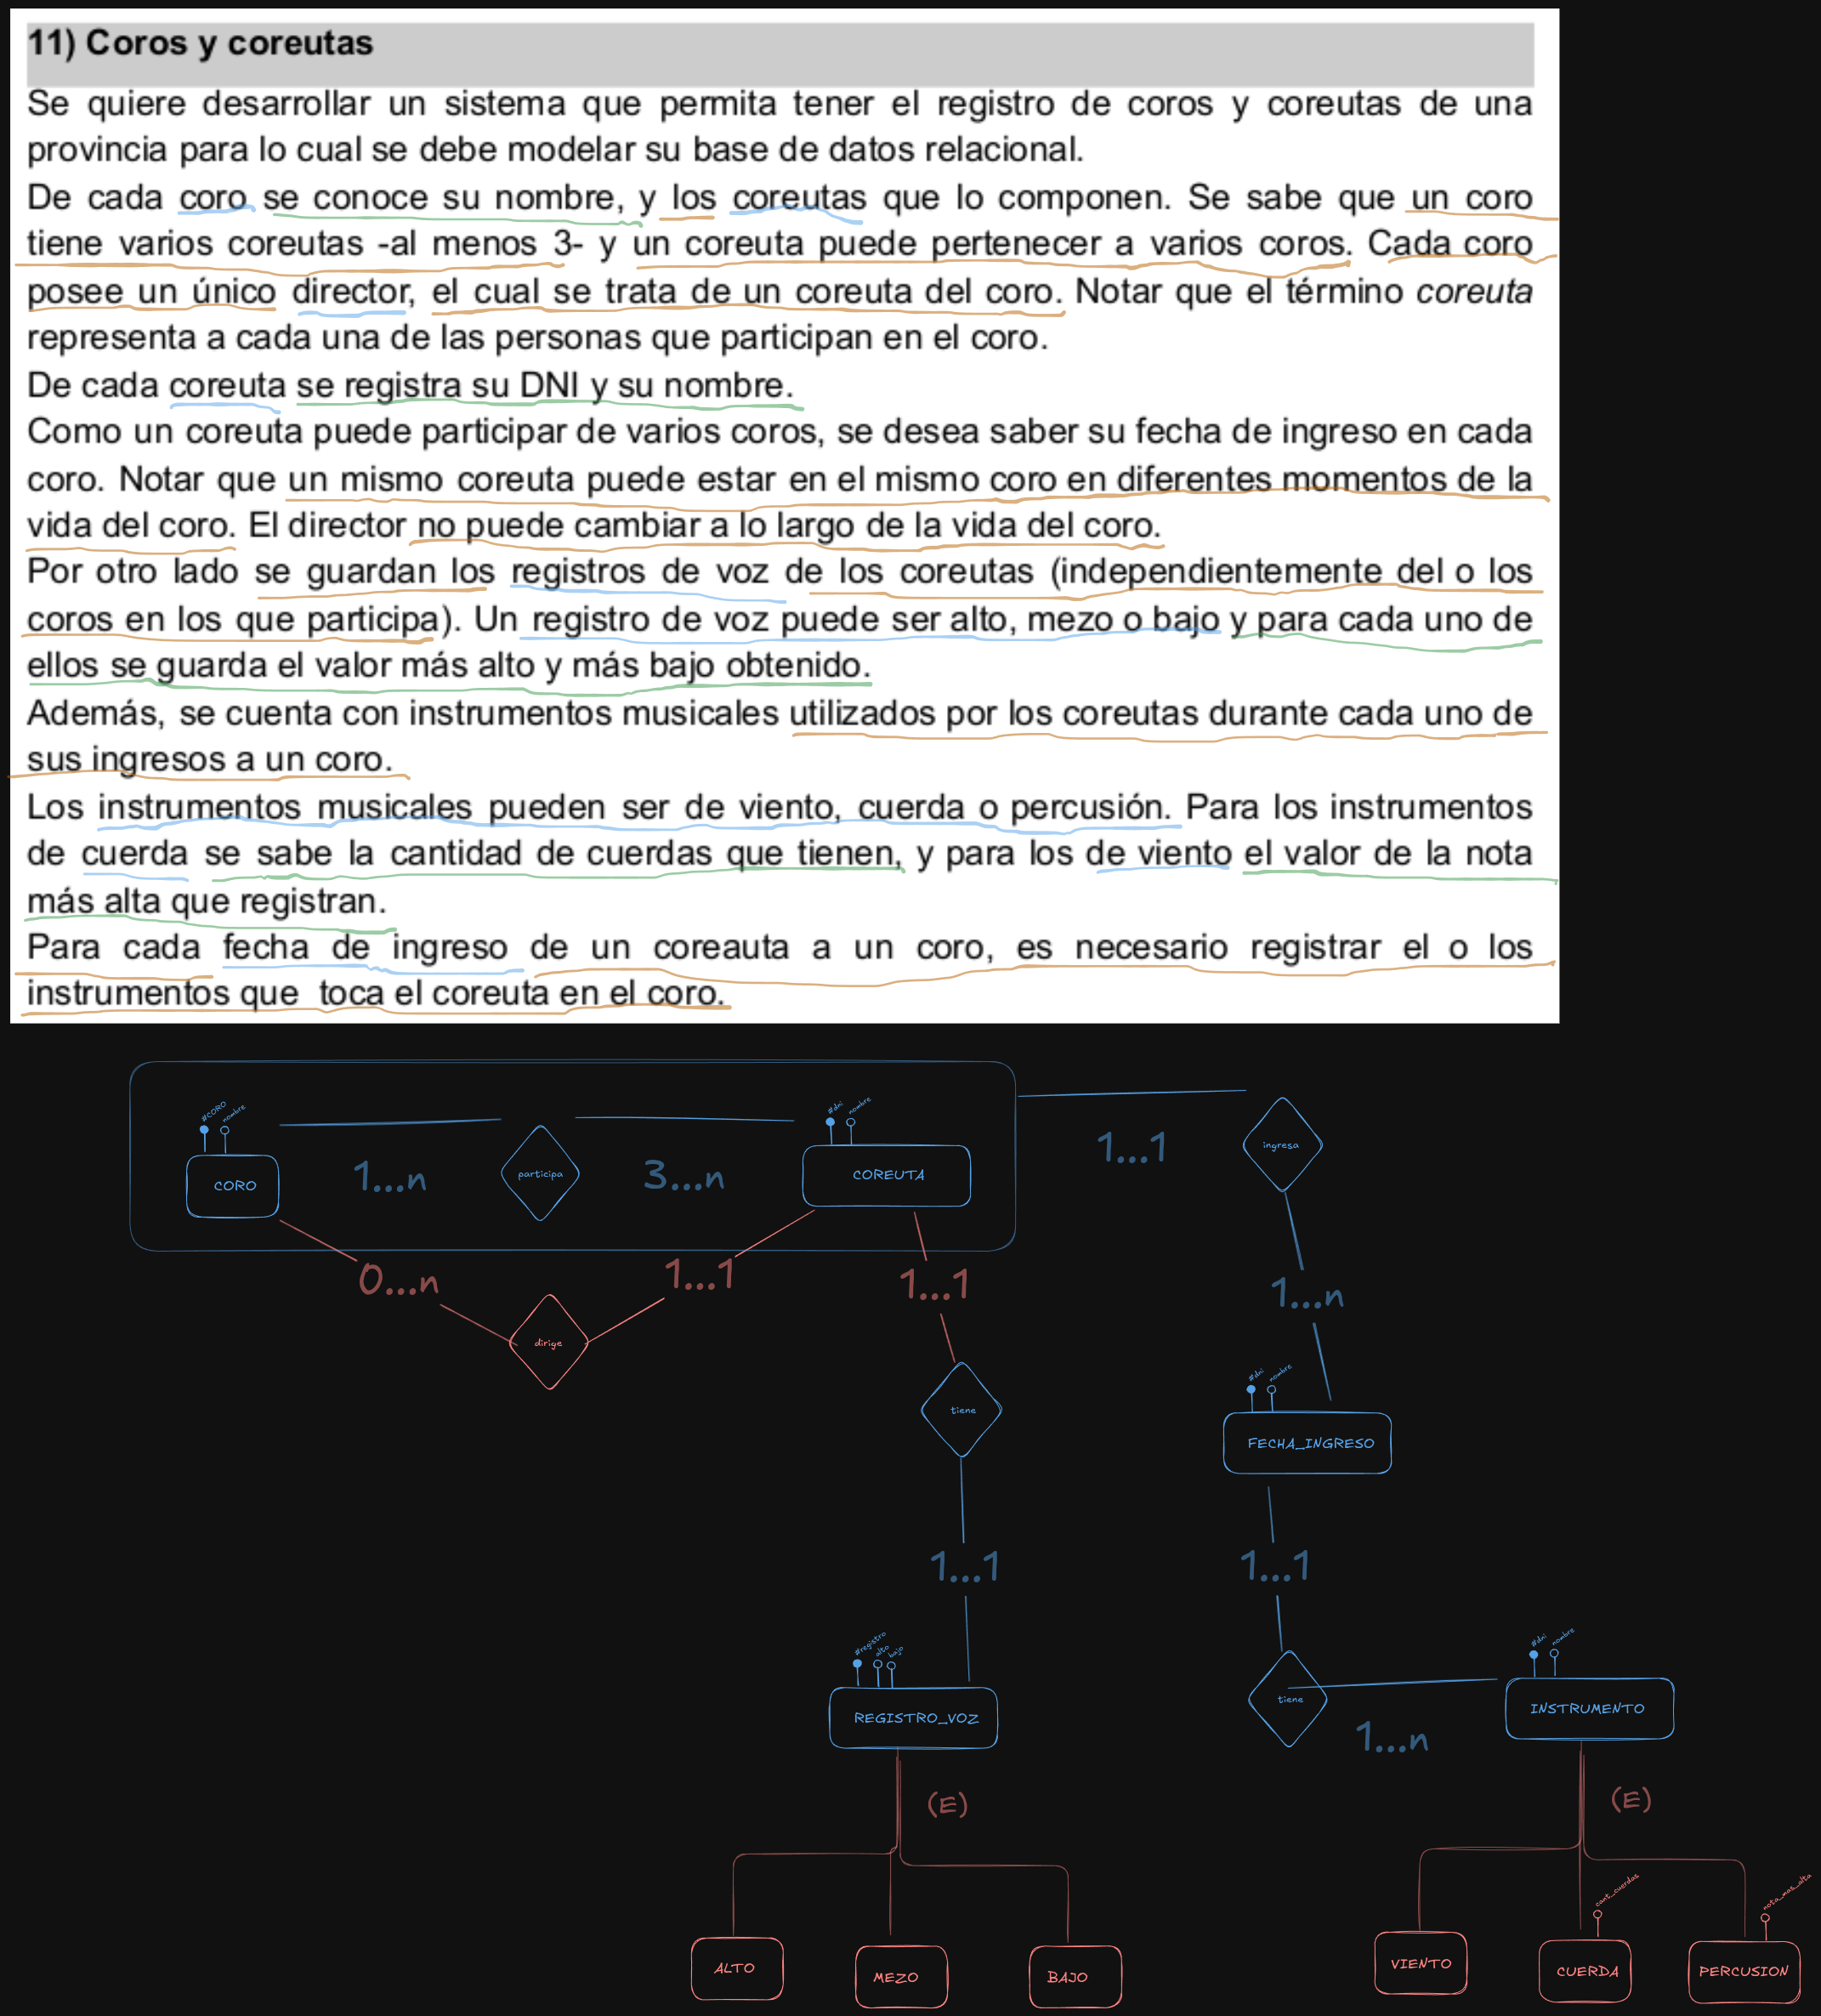 11) Coros y coreutas
Se quiere desarrollar un sistema que permita tener el registro de coros y coreutas de una
provincia para lo cual se debe modelar su base de datos relacional.
De cada coro se conoce su nombre, y los coreutas que lo componen. Se sabe que un coro
tiene varios coreutas -al menos 3- y un coreuta puede pertenecer a varios coros. Cada coro
posee un único director, el cual se trata de un coreuta del coro. Notar que el término coreuta
representa a cada una de las personas que participan en el coro.
De cada coreuta se registra su DNI y su nombre.
Como un coreuta puede participar de varios coros, se desea saber su fecha de ingreso en cada
coro. Notar que un mismo coreuta puede estar en el mismo coro en diferentes momentos de la
vida del coro. El director no puede cambiar a lo largo de la vida del coro.
Por otro lado se guardan los registros de voz de los coreutas (independientemente del o los
coros en los que participa). Un registro de voz puede ser alto, mezo o bajo y para cada uno de
ellos se guarda el valor más alto y más bajo obtenido.
Además, se cuenta con instrumentos musicales utilizados por los coreutas durante cada uno de
sus ingresos a un coro.
Los instrumentos musicales pueden ser de viento, cuerda o percusión. Para los instrumentos
de cuerda se sabe la cantidad de cuerdas que tienen, y para los de viento el valor de la nota
más alta que registran.
Para cada fecha de ingreso de un coreauta a un coro, es necesario registrar el o los
instrumentos que toca el coreuta en el coro.
#CORO nombre
#dni nombre
CORO
1...n
participa
3...n
COREUTA
1...1
ingresa
0...n
1...1
1...1
1...n
dirige
#dni nombre
tiene
FECHA_INGRESO
1...1
1...1
#registro alto bajo
#dni nombre
REGISTRO_VOZ
tiene
1...n
INSTRUMENTO
(E)
(E)
cant_cuerdas
nota_mas_alta
ALTO
MEZO
BAJO
VIENTO
CUERDA
PERCUSION